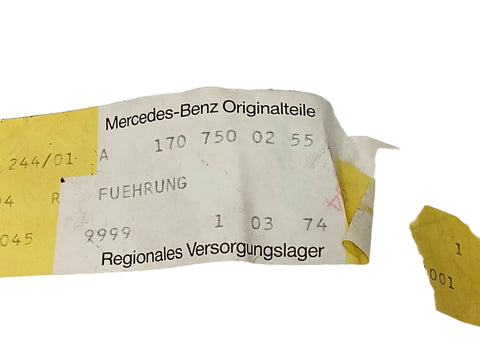 Mercedes-Benz Originalteile
244/01 A 170 750 02 55
04 R FUEHRUNG
045 9999 1 03 74
Regionales Versorgungslager
1
001